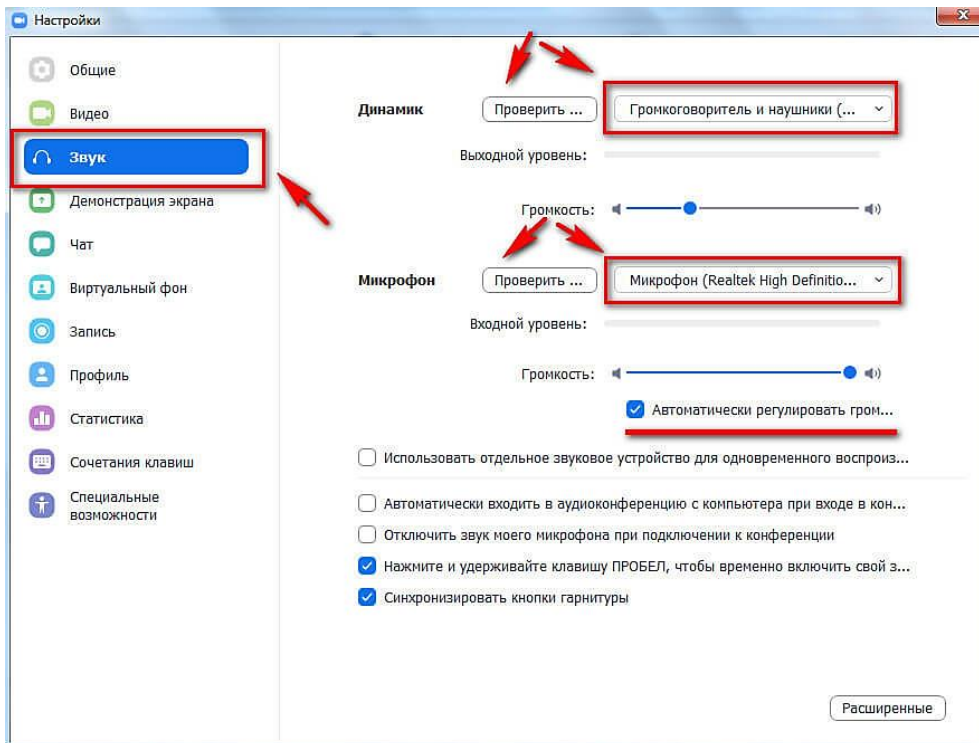 Настройки
Общие
Видео
Звук
Демонстрация экрана
Чат
Виртуальный фон
Запись
Профиль
Статистика
Сочетания клавиш
Специальные
возможности
Динамик
Проверить ...
Громкоговоритель и наушники (...
Выходной уровень:
Громкость:
Микрофон
Проверить ...
Микрофон (Realtek High Definitio...
Входной уровень:
Громкость:
Автоматически регулировать гром...
Использовать отдельное звуковое устройство для одновременного воспроиз...
Автоматически входить в аудиоконференцию с компьютера при входе в кон...
Отключить звук моего микрофона при подключении к конференции
Нажмите и удерживайте клавишу ПРОБЕЛ, чтобы временно включить свой з...
Синхронизировать кнопки гарнитуры
Расширенные